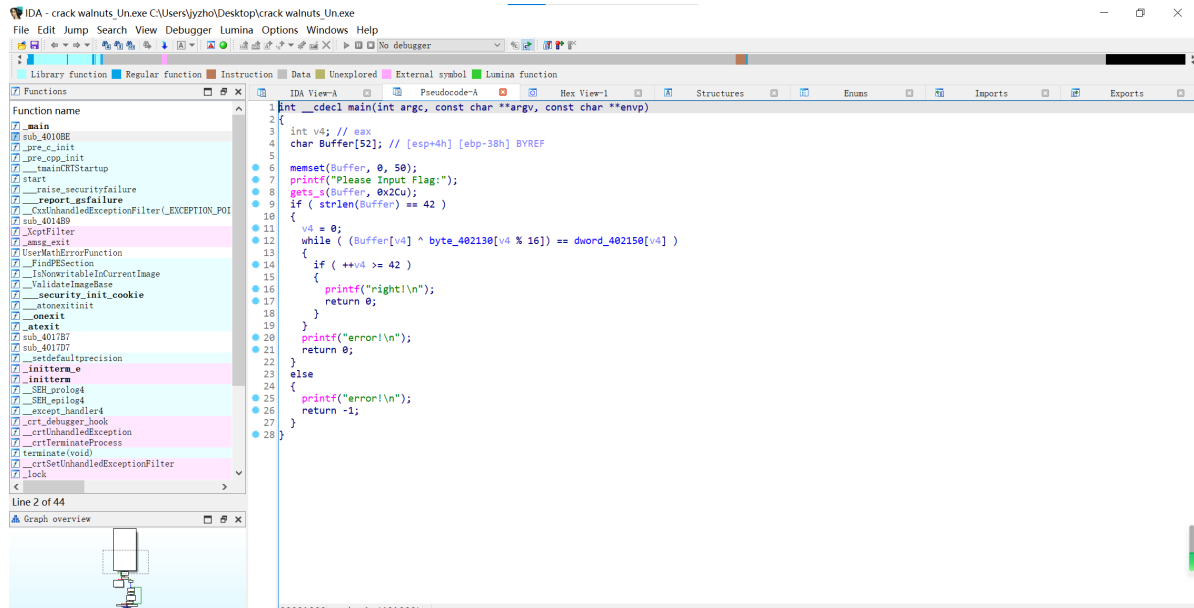 IDA - crack walnuts_Un.exe C:\Users\jyzho\Desktop\crack walnuts_Un.exe
File Edit Jump Search View Debugger Lumina Options Windows Help
No debugger
Library function Regular function Instruction Data Unexplored External symbol Lumina function
Functions
IDA View-A Pseudocode-A Hex View-1 Structures Enums Imports Exports
Function name
_main
sub_4010BE
_pre_c_init
_pre_cpp_init
___tmainCRTStartup
start
___raise_securityfailure
___report_gsfailure
__CxxUnhandledExceptionFilter(_EXCEPTION_POI
sub_4014B9
_XcptFilter
_amsg_exit
UserMathErrorFunction
__FindPESection
__IsNonwritableInCurrentImage
__ValidateImageBase
___security_init_cookie
___atonexitinit
__onexit
_atexit
sub_4017B7
sub_4017D7
__setdefaultprecision
_initterm_e
_initterm
__SEH_prolog4
__SEH_epilog4
__except_handler4
_crt_debugger_hook
__crtUnhandledException
__crtTerminateProcess
terminate(void)
__crtSetUnhandledExceptionFilter
_lock
Line 2 of 44
Graph overview
1 int __cdecl main(int argc, const char **argv, const char **envp)
2 {
3 int v4; // eax
4 char Buffer[52]; // [esp+4h] [ebp-38h] BYREF
5
6 memset(Buffer, 0, 50);
7 printf("Please Input Flag:");
8 gets_s(Buffer, 0x2Cu);
9 if ( strlen(Buffer) == 42 )
10 {
11 v4 = 0;
12 while ( (Buffer[v4] ^ byte_402130[v4 % 16]) == dword_402150[v4] )
13 {
14 if ( ++v4 >= 42 )
15 {
16 printf("right!\n");
17 return 0;
18 }
19 }
20 printf("error!\n");
21 return 0;
22 }
23 else
24 {
25 printf("error!\n");
26 return -1;
27 }
28 }